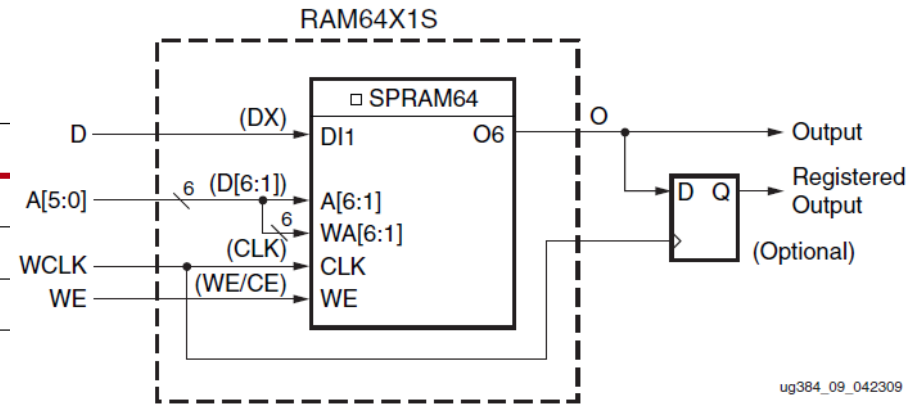 RAM64X1S
□ SPRAM64
D
(DX)
DI1
O6
O
Output
A[5:0]
6
(D[6:1])
A[6:1]
6
WA[6:1]
D Q
Registered
Output
(Optional)
WCLK
(CLK)
CLK
WE
(WE/CE)
WE
ug384_09_042309